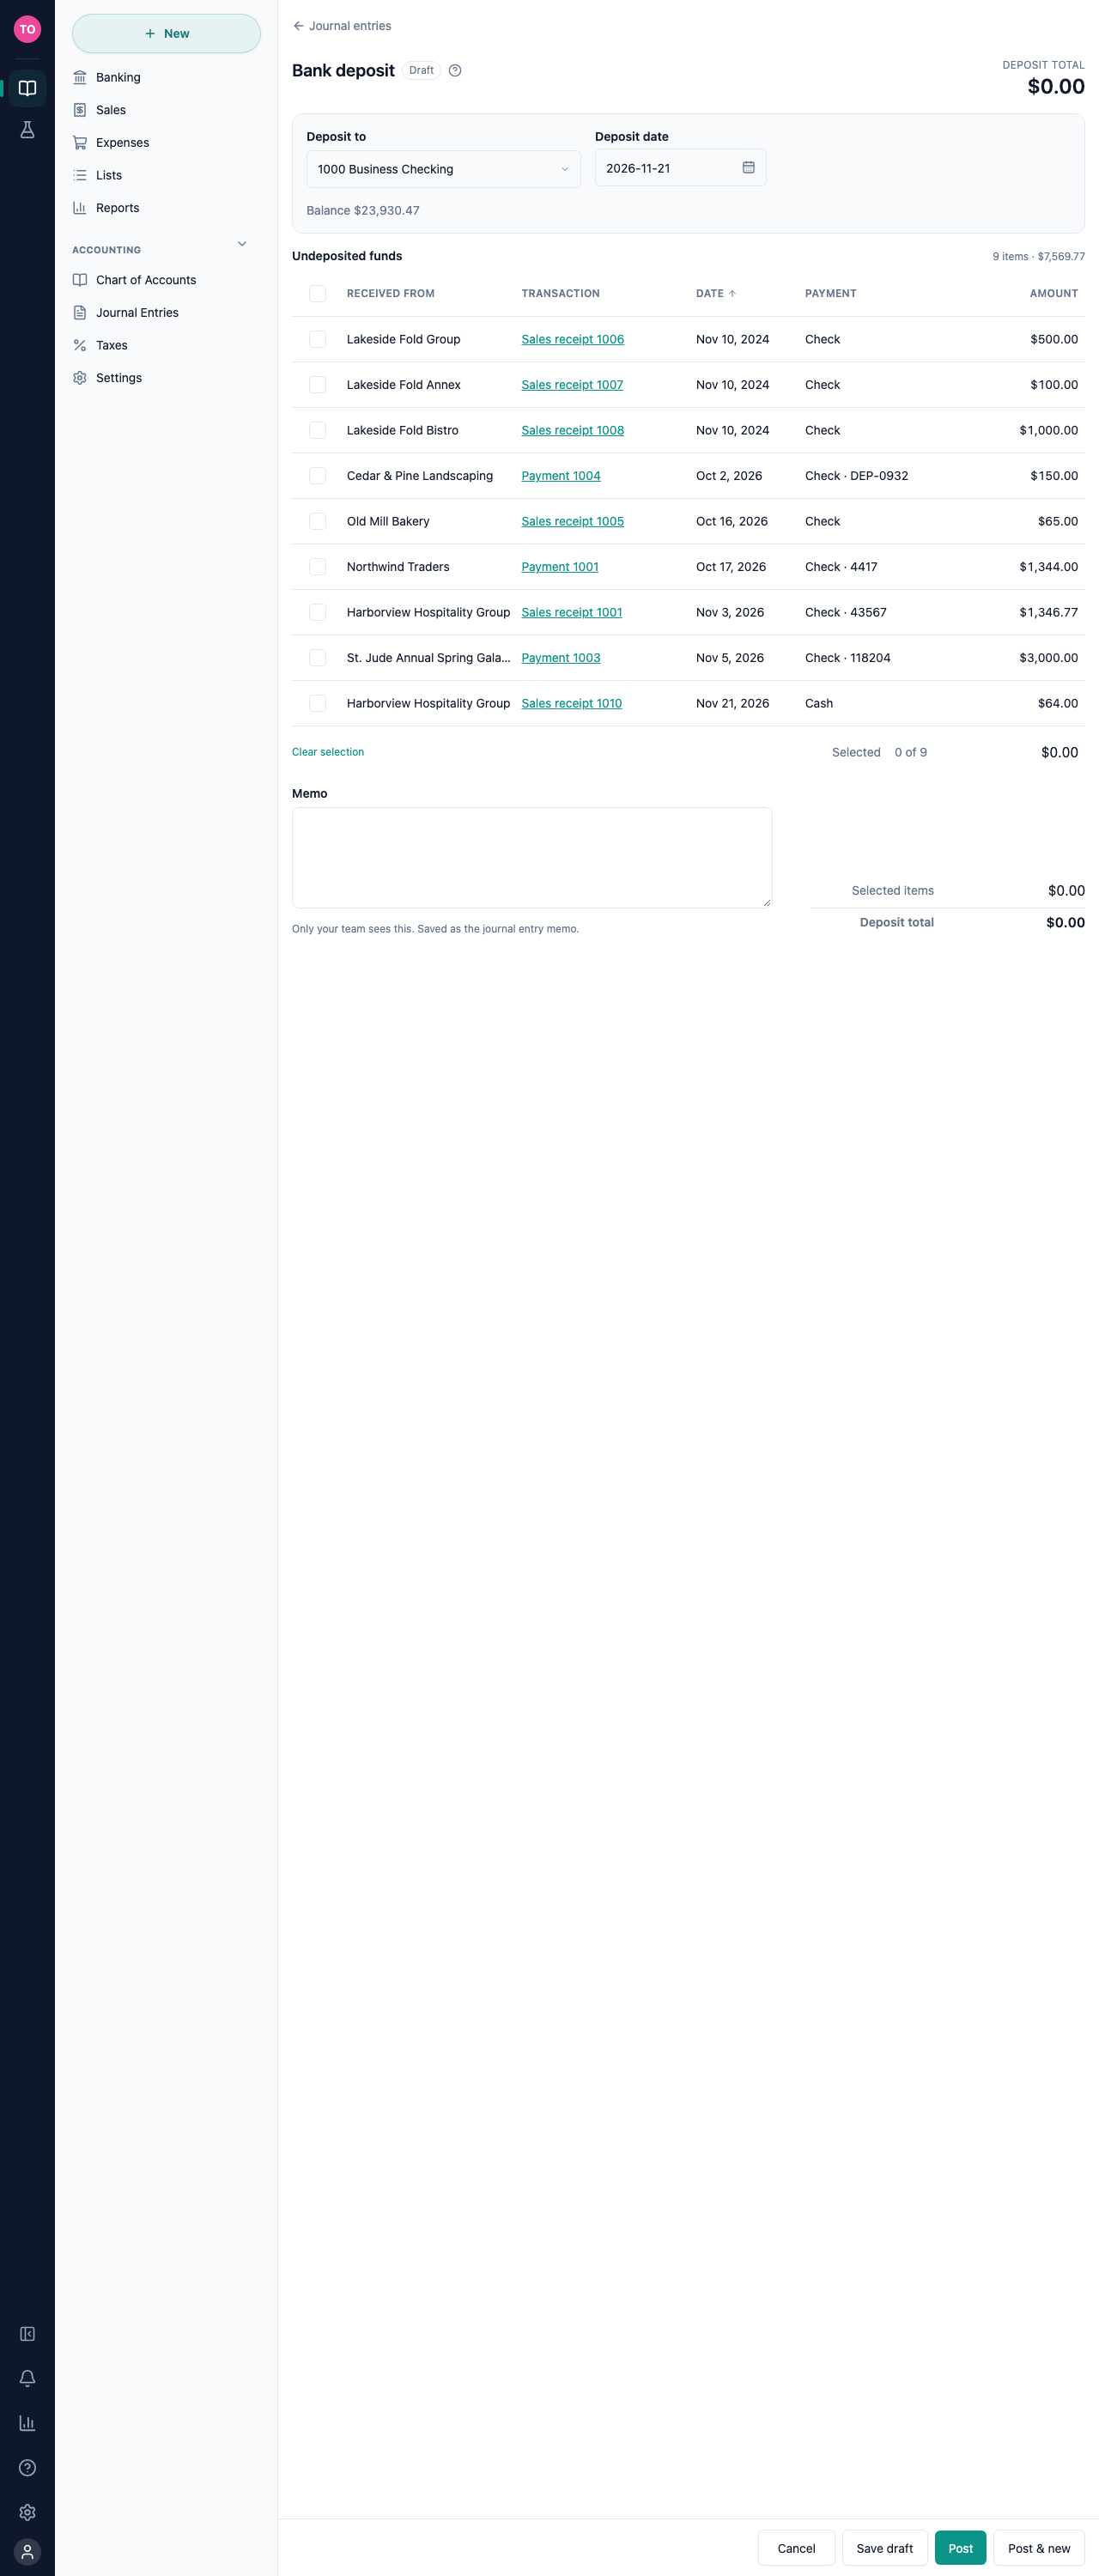 TO
+ New
Banking
Sales
Expenses
Lists
Reports
ACCOUNTING
Chart of Accounts
Journal Entries
Taxes
Settings
← Journal entries
Bank deposit Draft
DEPOSIT TOTAL
$0.00
Deposit to Deposit date
1000 Business Checking 2026-11-21
Balance $23,930.47
Undeposited funds 9 items · $7,569.77
RECEIVED FROM TRANSACTION DATE ↑ PAYMENT AMOUNT
Lakeside Fold Group Sales receipt 1006 Nov 10, 2024 Check $500.00
Lakeside Fold Annex Sales receipt 1007 Nov 10, 2024 Check $100.00
Lakeside Fold Bistro Sales receipt 1008 Nov 10, 2024 Check $1,000.00
Cedar & Pine Landscaping Payment 1004 Oct 2, 2026 Check · DEP-0932 $150.00
Old Mill Bakery Sales receipt 1005 Oct 16, 2026 Check $65.00
Northwind Traders Payment 1001 Oct 17, 2026 Check · 4417 $1,344.00
Harborview Hospitality Group Sales receipt 1001 Nov 3, 2026 Check · 43567 $1,346.77
St. Jude Annual Spring Gala... Payment 1003 Nov 5, 2026 Check · 118204 $3,000.00
Harborview Hospitality Group Sales receipt 1010 Nov 21, 2026 Cash $64.00
Clear selection Selected 0 of 9 $0.00
Memo
Selected items $0.00
Deposit total $0.00
Only your team sees this. Saved as the journal entry memo.
Cancel Save draft Post Post & new